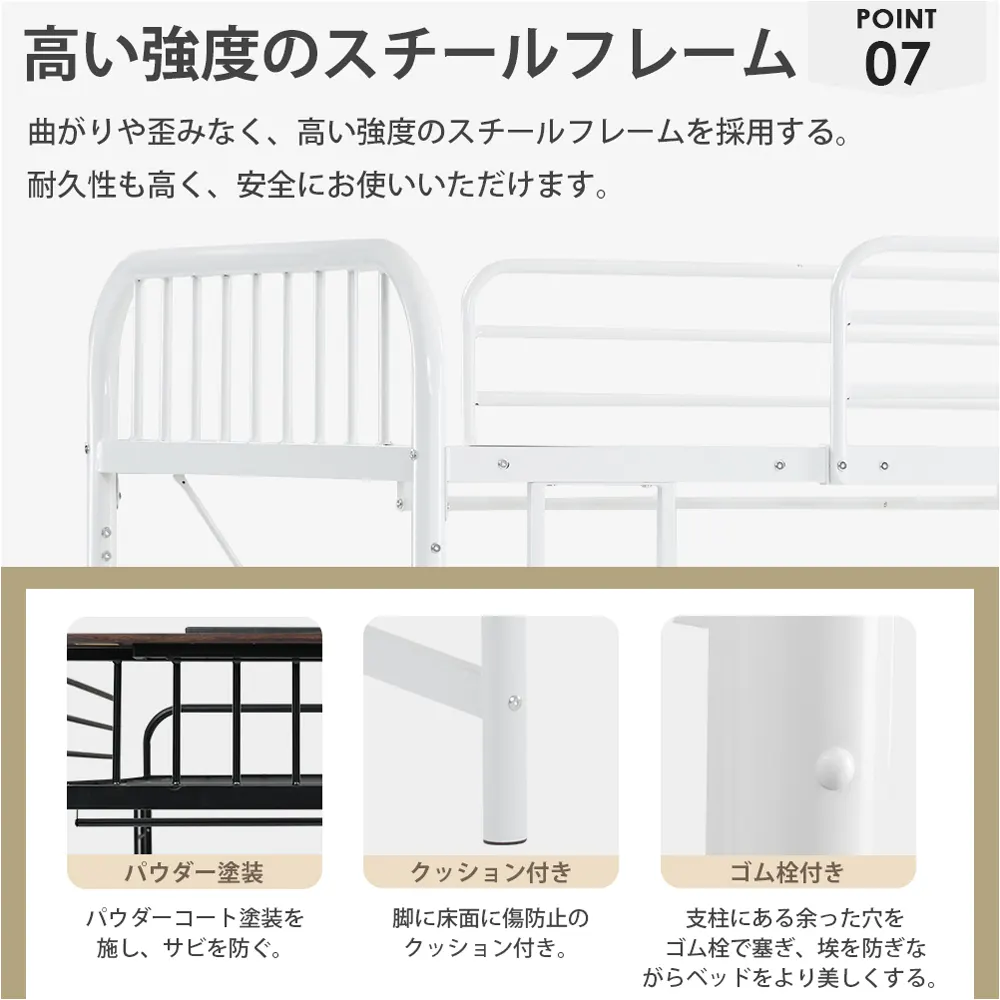 高い強度のスチールフレーム
POINT
07
曲がりや歪みなく、高い強度のスチールフレームを採用する。
耐久性も高く、安全にお使いいただけます。
パウダー塗装
パウダーコート塗装を
施し、サビを防ぐ。
クッション付き
脚に床面に傷防止の
クッション付き。
ゴム栓付き
支柱にある余った穴を
ゴム栓で塞ぎ、埃を防ぎな
がらベッドをより美しくする。